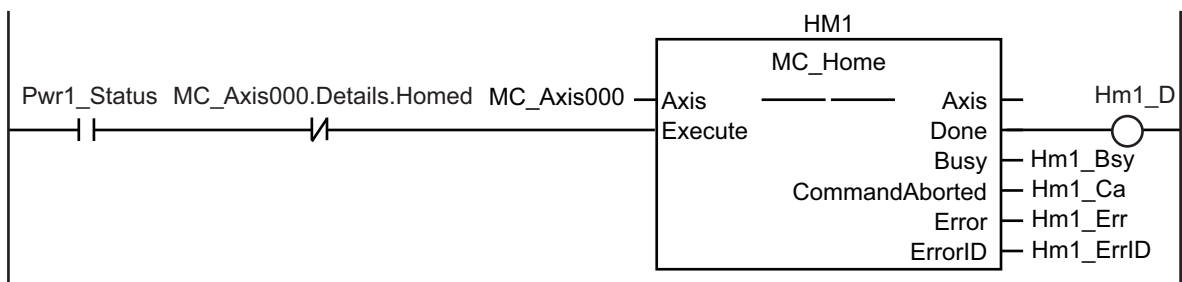 HM1
MC_Home
Pwr1_Status MC_Axis000.Details.Homed MC_Axis000 Axis Axis Hm1_D
Execute Done
Busy Hm1_Bsy
CommandAborted Hm1_Ca
Error Hm1_Err
ErrorID Hm1_ErrID